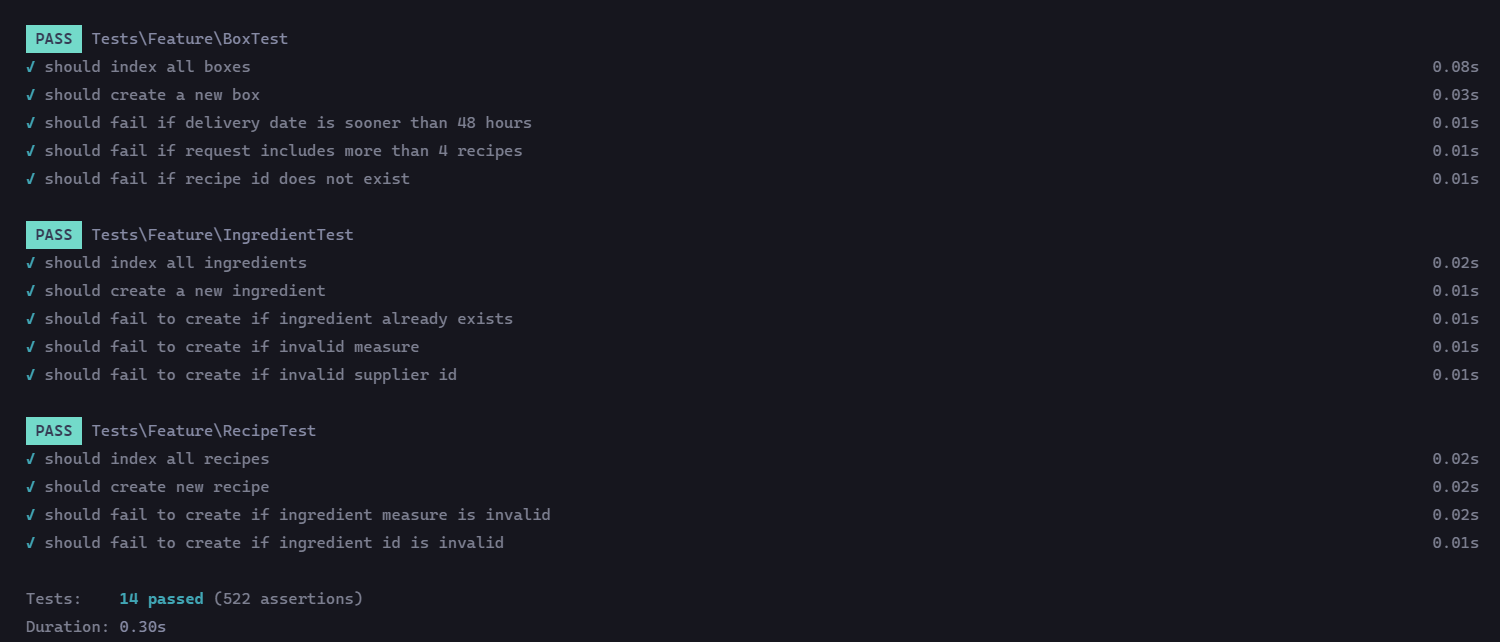 PASS Tests\Feature\BoxTest
✓ should index all boxes 0.08s
✓ should create a new box 0.03s
✓ should fail if delivery date is sooner than 48 hours 0.01s
✓ should fail if request includes more than 4 recipes 0.01s
✓ should fail if recipe id does not exist 0.01s
PASS Tests\Feature\IngredientTest
✓ should index all ingredients 0.02s
✓ should create a new ingredient 0.01s
✓ should fail to create if ingredient already exists 0.01s
✓ should fail to create if invalid measure 0.01s
✓ should fail to create if invalid supplier id 0.01s
PASS Tests\Feature\RecipeTest
✓ should index all recipes 0.02s
✓ should create new recipe 0.02s
✓ should fail to create if ingredient measure is invalid 0.02s
✓ should fail to create if ingredient id is invalid 0.01s
Tests: 14 passed (522 assertions)
Duration: 0.30s